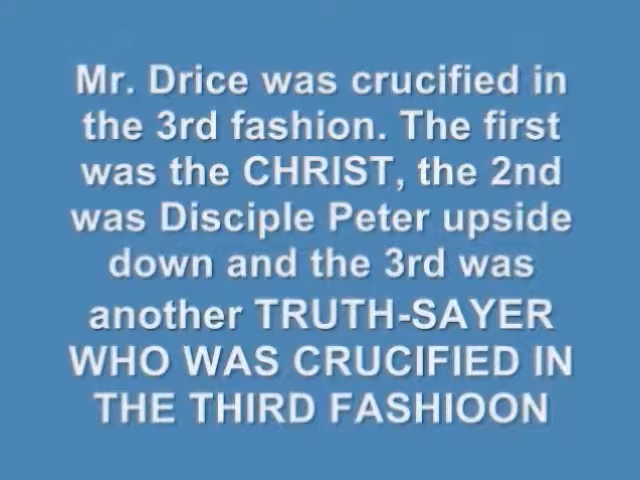 Mr. Drice was crucified in
the 3rd fashion. The first
was the CHRIST, the 2nd
was Disciple Peter upside
down and the 3rd was
another TRUTH-SAYER
WHO WAS CRUCIFIED IN
THE THIRD FASHIOON